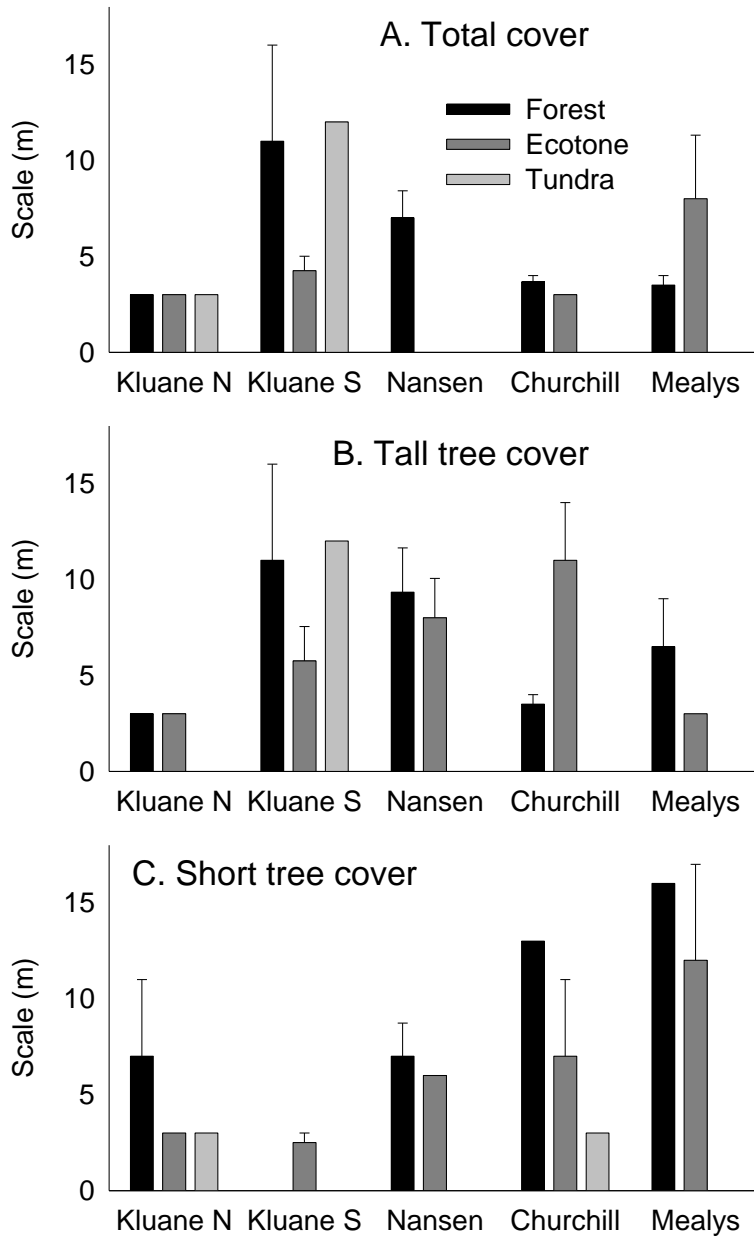 A. Total cover
15
10
5
0
Scale (m)
Forest
Ecotone
Tundra
Kluane N Kluane S Nansen Churchill Mealys
B. Tall tree cover
15
10
5
0
Scale (m)
Kluane N Kluane S Nansen Churchill Mealys
C. Short tree cover
15
10
5
0
Scale (m)
Kluane N Kluane S Nansen Churchill Mealys